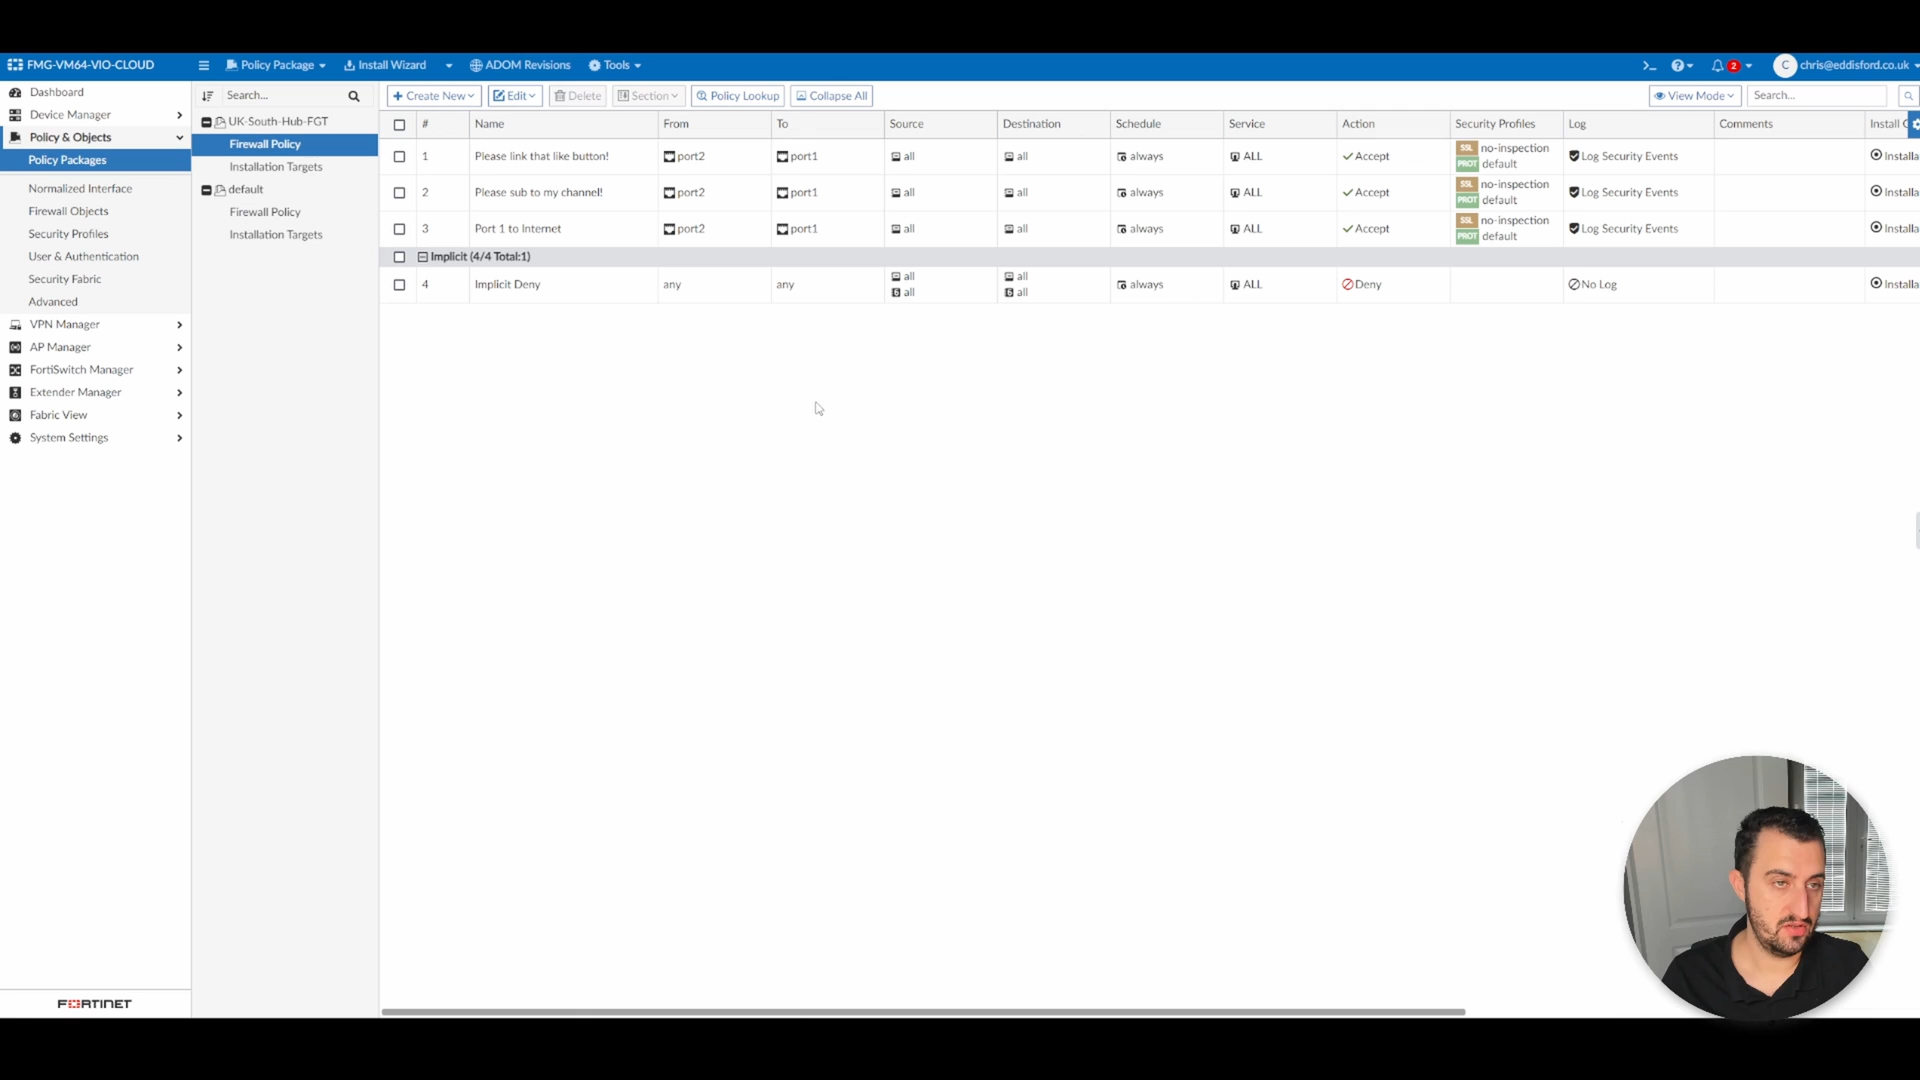 FMG-VM64-VIO-CLOUD
Policy Package
Install Wizard
ADOM Revisions
Tools
2
C
chris@eddisford.co.uk
Dashboard
Device Manager
Policy & Objects
Policy Packages
Normalized Interface
Firewall Objects
Security Profiles
User & Authentication
Security Fabric
Advanced
VPN Manager
AP Manager
FortiSwitch Manager
Extender Manager
Fabric View
System Settings
FORTINET
Search...
UK-South-Hub-FGT
Firewall Policy
Installation Targets
default
Firewall Policy
Installation Targets
Create New Edit Delete Section Policy Lookup Collapse All View Mode Search...
# Name From To Source Destination Schedule Service Action Security Profiles Log Comments Install
1 Please link that like button! port2 port1 all all always ALL Accept SSL no-inspection PROT default Log Security Events Installa
2 Please sub to my channel! port2 port1 all all always ALL Accept SSL no-inspection PROT default Log Security Events Installa
3 Port 1 to Internet port2 port1 all all always ALL Accept SSL no-inspection PROT default Log Security Events Installa
Implicit (4/4 Total:1)
4 Implicit Deny any any all all all all always ALL Deny No Log Installa